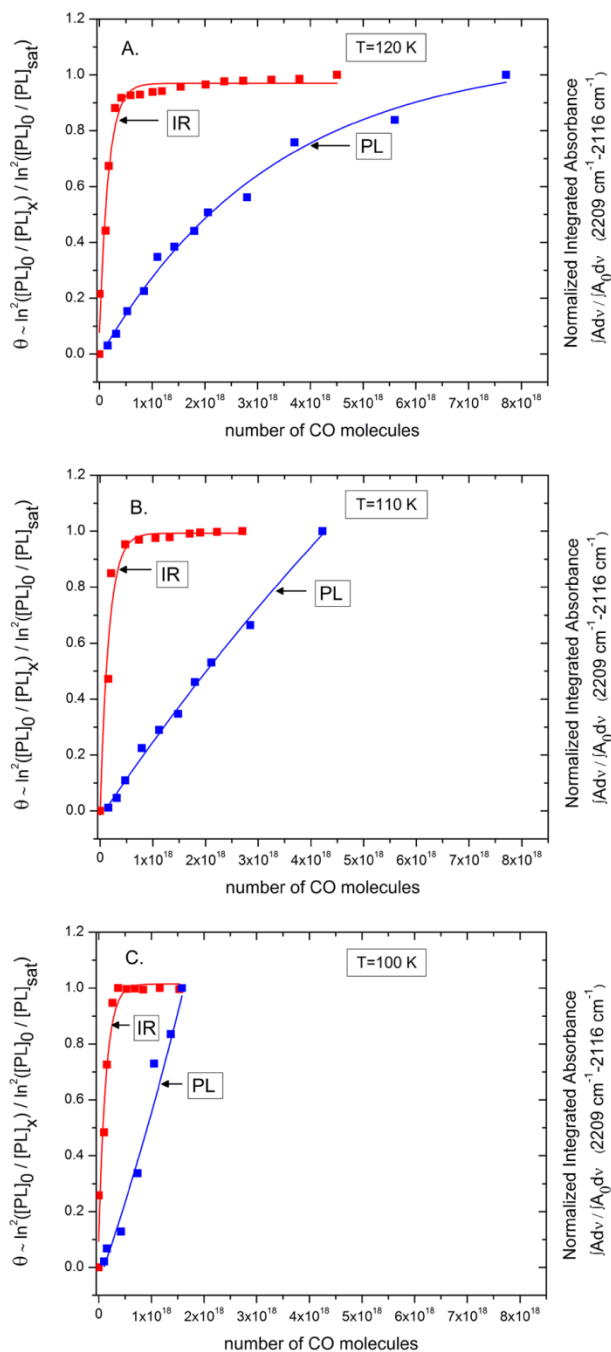 A.
T=120 K
IR
PL
1.2
1.0
0.8
0.6
0.4
0.2
0.0
0 1x10¹⁸ 2x10¹⁸ 3x10¹⁸ 4x10¹⁸ 5x10¹⁸ 6x10¹⁸ 7x10¹⁸ 8x10¹⁸
number of CO molecules
θ ~ ln²([PL]₀ / [PL]ₓ) / ln²([PL]₀ / [PL]sat)
Normalized Integrated Absorbance
∫Adν / ∫A₀dν (2209 cm⁻¹-2116 cm⁻¹)
B.
T=110 K
IR
PL
1.2
1.0
0.8
0.6
0.4
0.2
0.0
0 1x10¹⁸ 2x10¹⁸ 3x10¹⁸ 4x10¹⁸ 5x10¹⁸ 6x10¹⁸ 7x10¹⁸ 8x10¹⁸
number of CO molecules
θ ~ ln²([PL]₀ / [PL]ₓ) / ln²([PL]₀ / [PL]sat)
Normalized Integrated Absorbance
∫Adν / ∫A₀dν (2209 cm⁻¹-2116 cm⁻¹)
C.
T=100 K
IR
PL
1.2
1.0
0.8
0.6
0.4
0.2
0.0
0 1x10¹⁸ 2x10¹⁸ 3x10¹⁸ 4x10¹⁸ 5x10¹⁸ 6x10¹⁸ 7x10¹⁸ 8x10¹⁸
number of CO molecules
θ ~ ln²([PL]₀ / [PL]ₓ) / ln²([PL]₀ / [PL]sat)
Normalized Integrated Absorbance
∫Adν / ∫A₀dν (2209 cm⁻¹-2116 cm⁻¹)